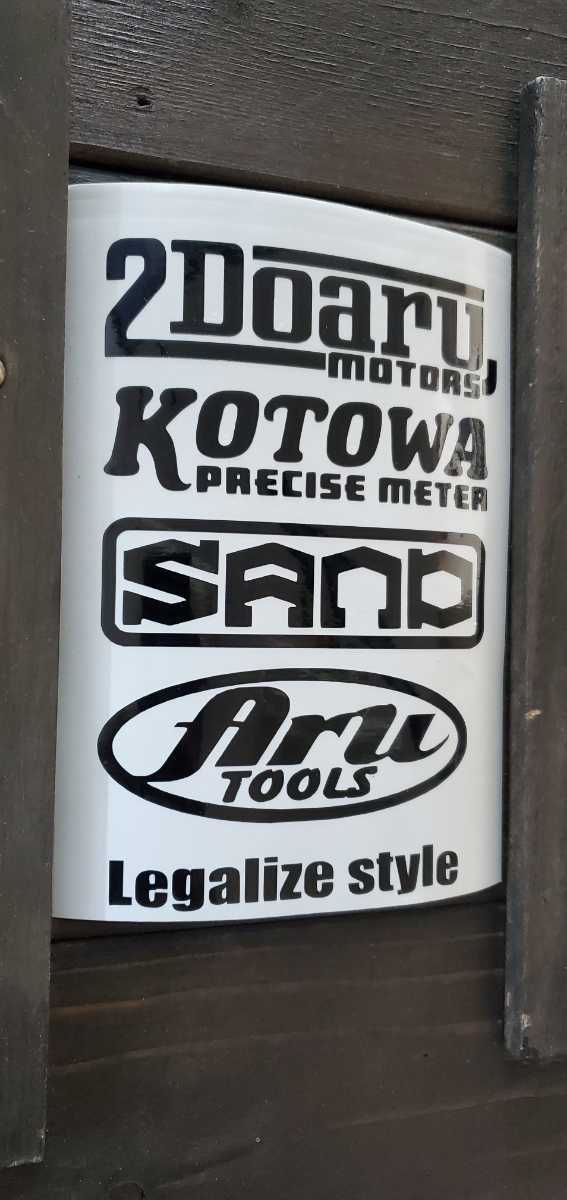 2Doaru
MOTORS
KOTOWA
PRECISE METER
SAND
Aru
TOOLS
Legalize style